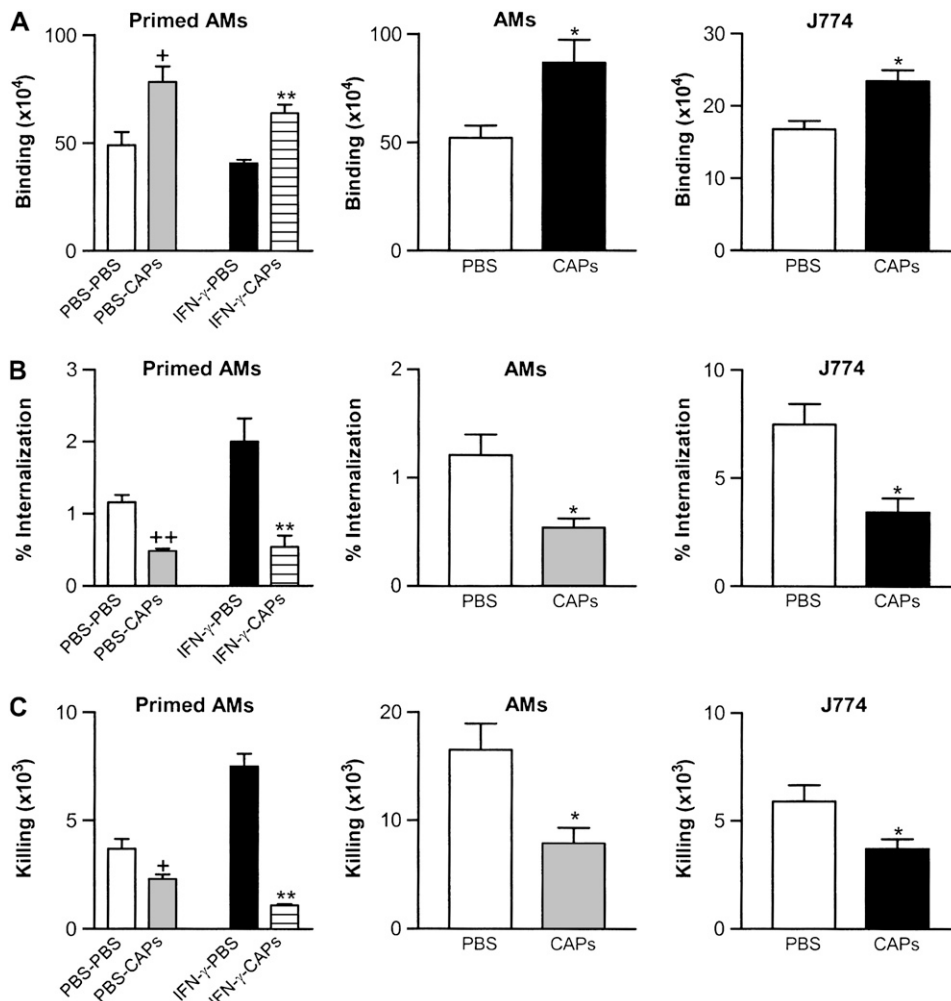 A
Primed AMs
Binding (x10⁴)
100
50
0
+
**
PBS-PBS
PBS-CAPs
IFN-γ-PBS
IFN-γ-CAPs
AMs
Binding (x10⁴)
100
50
0
*
PBS
CAPs
J774
Binding (x10⁴)
30
20
10
0
*
PBS
CAPs
B
Primed AMs
% Internalization
3
2
1
0
++
**
PBS-PBS
PBS-CAPs
IFN-γ-PBS
IFN-γ-CAPs
AMs
% Internalization
2
1
0
*
PBS
CAPs
J774
% Internalization
10
5
0
*
PBS
CAPs
C
Primed AMs
Killing (x10³)
10
5
0
+
**
PBS-PBS
PBS-CAPs
IFN-γ-PBS
IFN-γ-CAPs
AMs
Killing (x10³)
20
10
0
*
PBS
CAPs
J774
Killing (x10³)
10
5
0
*
PBS
CAPs